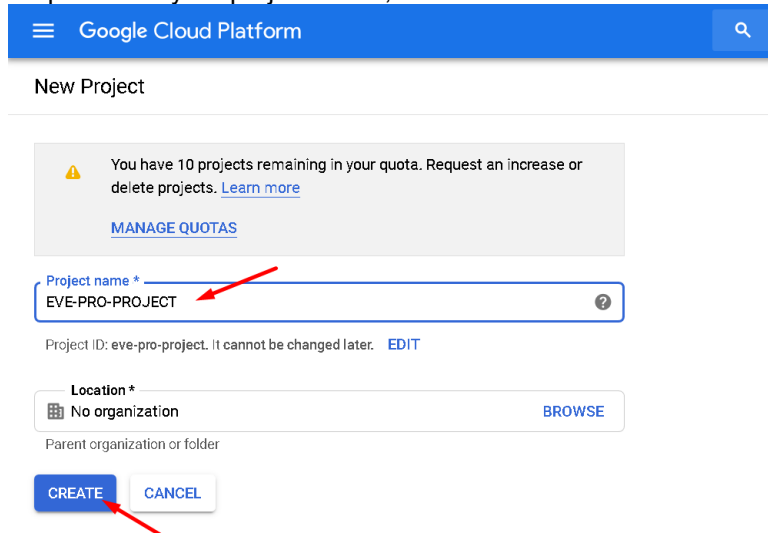 Google Cloud Platform
New Project
You have 10 projects remaining in your quota. Request an increase or
delete projects. Learn more
MANAGE QUOTAS
Project name *
EVE-PRO-PROJECT
Project ID: eve-pro-project. It cannot be changed later. EDIT
Location *
No organization
BROWSE
Parent organization or folder
CREATE
CANCEL